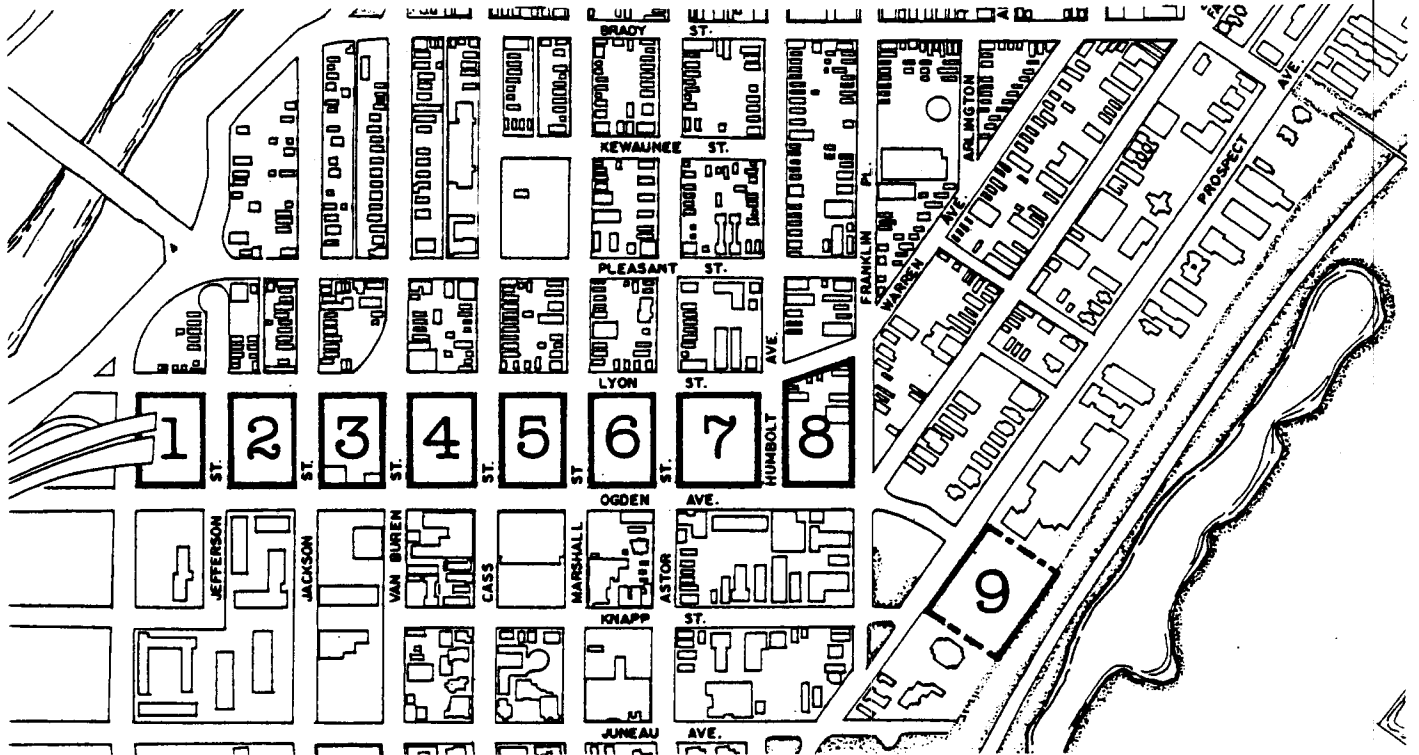 BRADY ST.
KEWAUNEE ST.
ARLINGTON
PL.
AVE.
PROSPECT
AVE.
PLEASANT ST.
FRANKLIN
WARREN
AVE.
LYON ST.
HUMBOLT
1 ST. 2 ST. 3 ST. 4 ST. 5 ST 6 ST. 7 8
OGDEN AVE.
JEFFERSON
JACKSON
VAN BUREN
CASS
MARSHALL
ASTOR
9
KNAPP ST.
JUNEAU AVE.